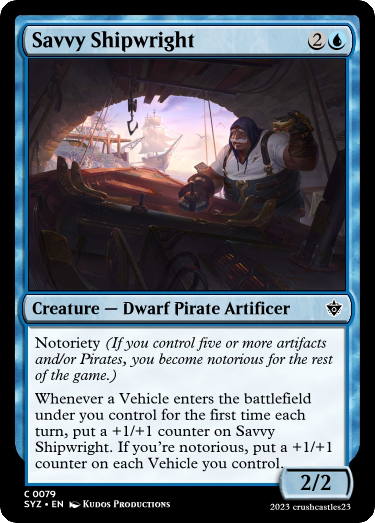 Savvy Shipwright 2
Creature — Dwarf Pirate Artificer
Notoriety (If you control five or more artifacts
and/or Pirates, you become notorious for the rest
of the game.)
Whenever a Vehicle enters the battlefield
under you control for the first time each
turn, put a +1/+1 counter on Savvy
Shipwright. If you're notorious, put a +1/+1
counter on each Vehicle you control.
2/2
C 0079
SYZ • EN Kudos Productions
2023 crushcastles23